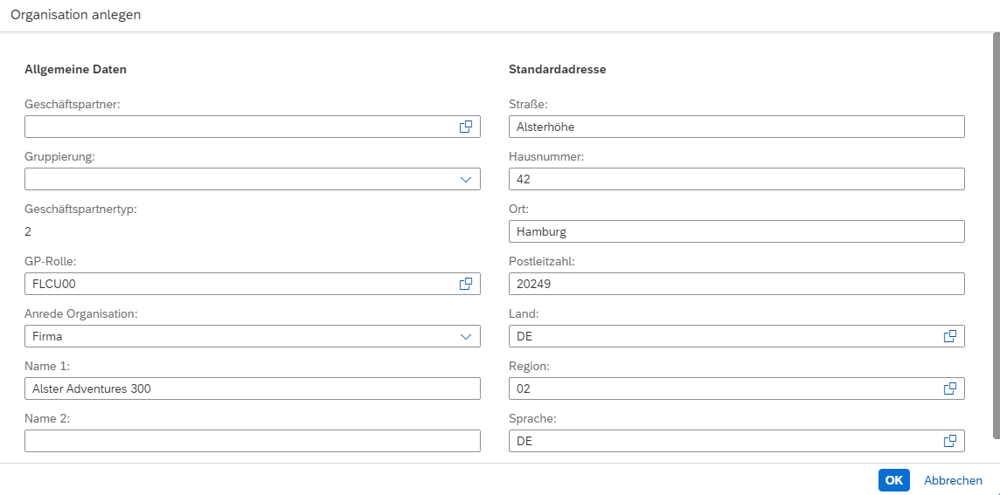 Organisation anlegen
Allgemeine Daten
Geschäftspartner:
Gruppierung:
Geschäftspartnertyp:
2
GP-Rolle:
FLCU00
Anrede Organisation:
Firma
Name 1:
Alster Adventures 300
Name 2:
Standardadresse
Straße:
Alsterhöhe
Hausnummer:
42
Ort:
Hamburg
Postleitzahl:
20249
Land:
DE
Region:
02
Sprache:
DE
OK
Abbrechen